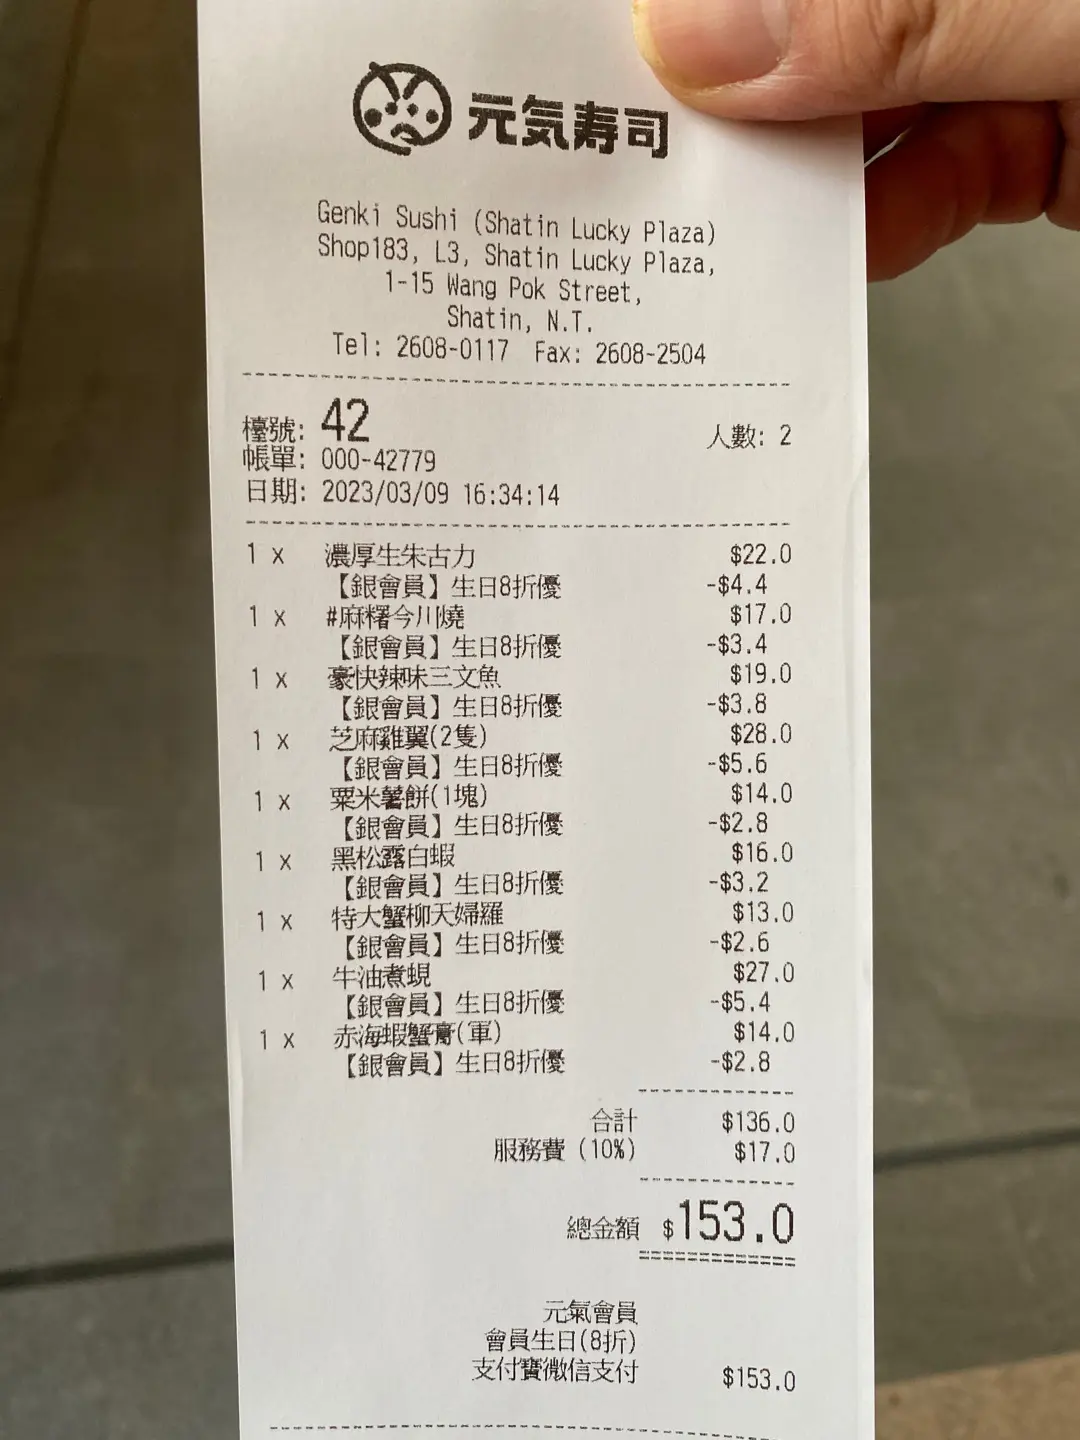 元気寿司
Genki Sushi (Shatin Lucky Plaza)
Shop183, L3, Shatin Lucky Plaza,
1-15 Wang Pok Street,
Shatin, N.T.
Tel: 2608-0117 Fax: 2608-2504
檯號: 42 人數: 2
帳單: 000-42779
日期: 2023/03/09 16:34:14
1 x 濃厚生朱古力 $22.0
【銀會員】生日8折優 -$4.4
1 x #麻糬今川燒 $17.0
【銀會員】生日8折優 -$3.4
1 x 豪快辣味三文魚 $19.0
【銀會員】生日8折優 -$3.8
1 x 芝麻雞翼(2隻) $28.0
【銀會員】生日8折優 -$5.6
1 x 粟米薯餅(1塊) $14.0
【銀會員】生日8折優 -$2.8
1 x 黑松露白蝦 $16.0
【銀會員】生日8折優 -$3.2
1 x 特大蟹柳天婦羅 $13.0
【銀會員】生日8折優 -$2.6
1 x 牛油煮蜆 $27.0
【銀會員】生日8折優 -$5.4
1 x 赤海蝦蟹膏(軍) $14.0
【銀會員】生日8折優 -$2.8
合計 $136.0
服務費 (10%) $17.0
總金額 $153.0
元氣會員
會員生日(8折)
支付寶微信支付 $153.0